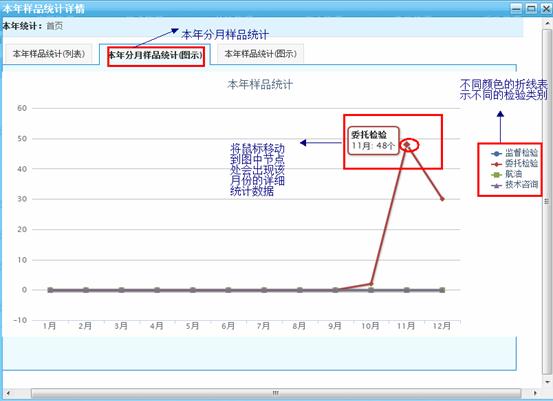 本年样品统计详情
本年统计：首页
本年分月样品统计
本年样品统计(列表)
本年分月样品统计(图示)
本年样品统计(图示)
本年样品统计
不同颜色的折线表
示不同的检验类别
60
50
40
30
20
10
0
-10
委托检验
11月: 48个
将鼠标移动
到图中节点
处会出现该
月份的详细
统计数据
监督检验
委托检验
航油
技术咨询
1月
2月
3月
4月
5月
6月
7月
8月
9月
10月
11月
12月